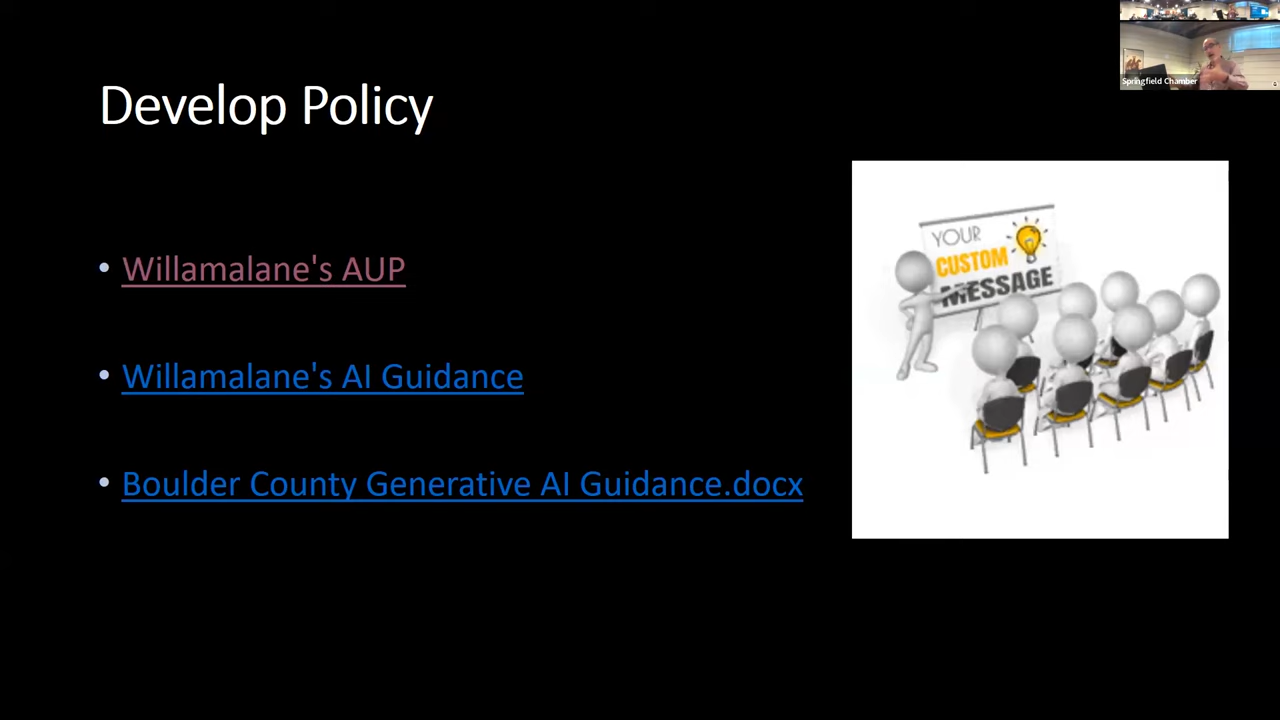 Springfield Chamber
Develop Policy
• Willamalane's AUP
• Willamalane's AI Guidance
• Boulder County Generative AI Guidance.docx
YOUR
CUSTOM
MESSAGE